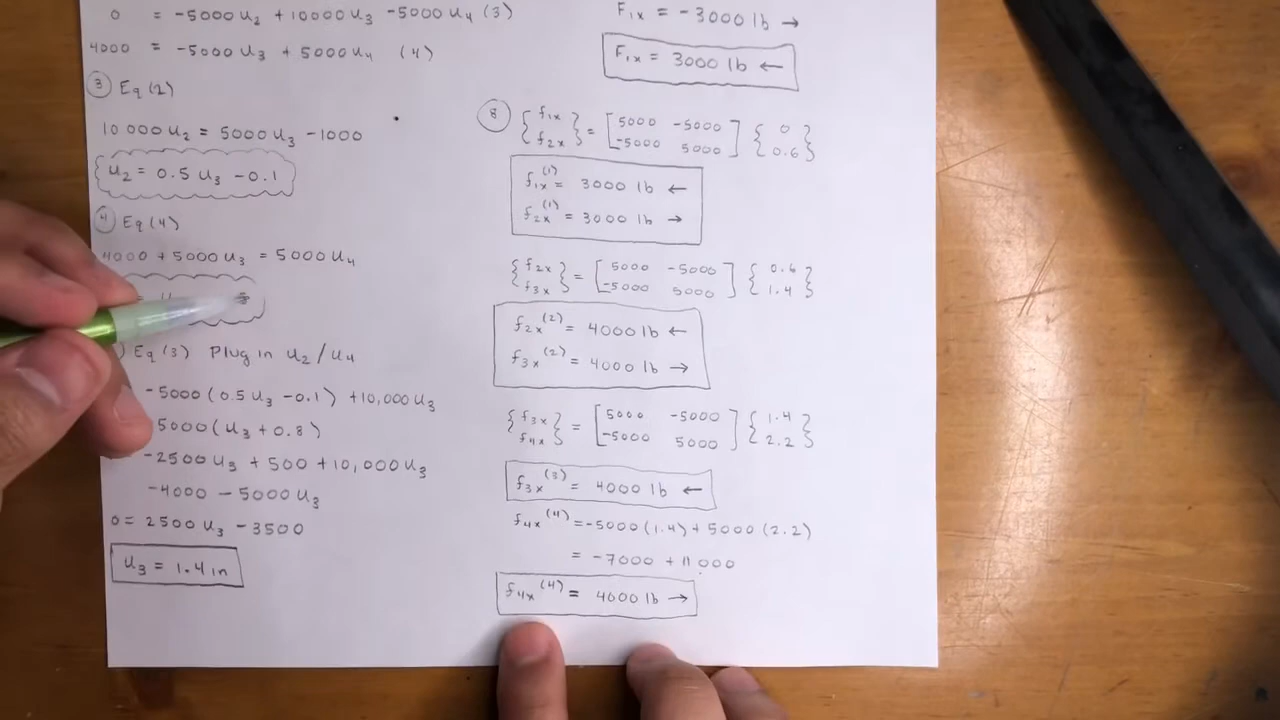 0 = -5000 u₂ + 10000 u₃ -5000 u₄ (3)
4000 = -5000 u₃ + 5000 u₄ (4)
③ Eq (2)
10 000 u₂ = 5000 u₃ -1000
u₂ = 0.5 u₃ -0.1
④ Eq (4)
4000 + 5000 u₃ = 5000 u₄
= u
) Eq (3) Plug in u₂ / u₄
-5000 ( 0.5 u₃ -0.1 ) +10,000 u₃
5000 ( u₃ + 0.8 )
-2500 u₃ + 500 +10,000 u₃
-4000 - 5000 u₃
0 = 2500 u₃ - 3500
u₃ = 1.4 in
F₁ₓ = -3000 lb →
F₁ₓ = 3000 lb ←
⑧ { f₁ₓ f₂ₓ } = [ 5000 -5000 -5000 5000 ] { 0 0.6 }
f₁ₓ⁽¹⁾ = 3000 lb ←
f₂ₓ⁽¹⁾ = 3000 lb →
{ f₂ₓ f₃ₓ } = [ 5000 -5000 -5000 5000 ] { 0.6 1.4 }
f₂ₓ⁽²⁾ = 4000 lb ←
f₃ₓ⁽²⁾ = 4000 lb →
{ f₃ₓ f₄ₓ } = [ 5000 -5000 -5000 5000 ] { 1.4 2.2 }
f₃ₓ⁽³⁾ = 4000 lb ←
f₄ₓ⁽⁴⁾ = -5000 (1.4) + 5000 (2.2)
= -7000 + 11 000
f₄ₓ⁽⁴⁾ = 4000 lb →